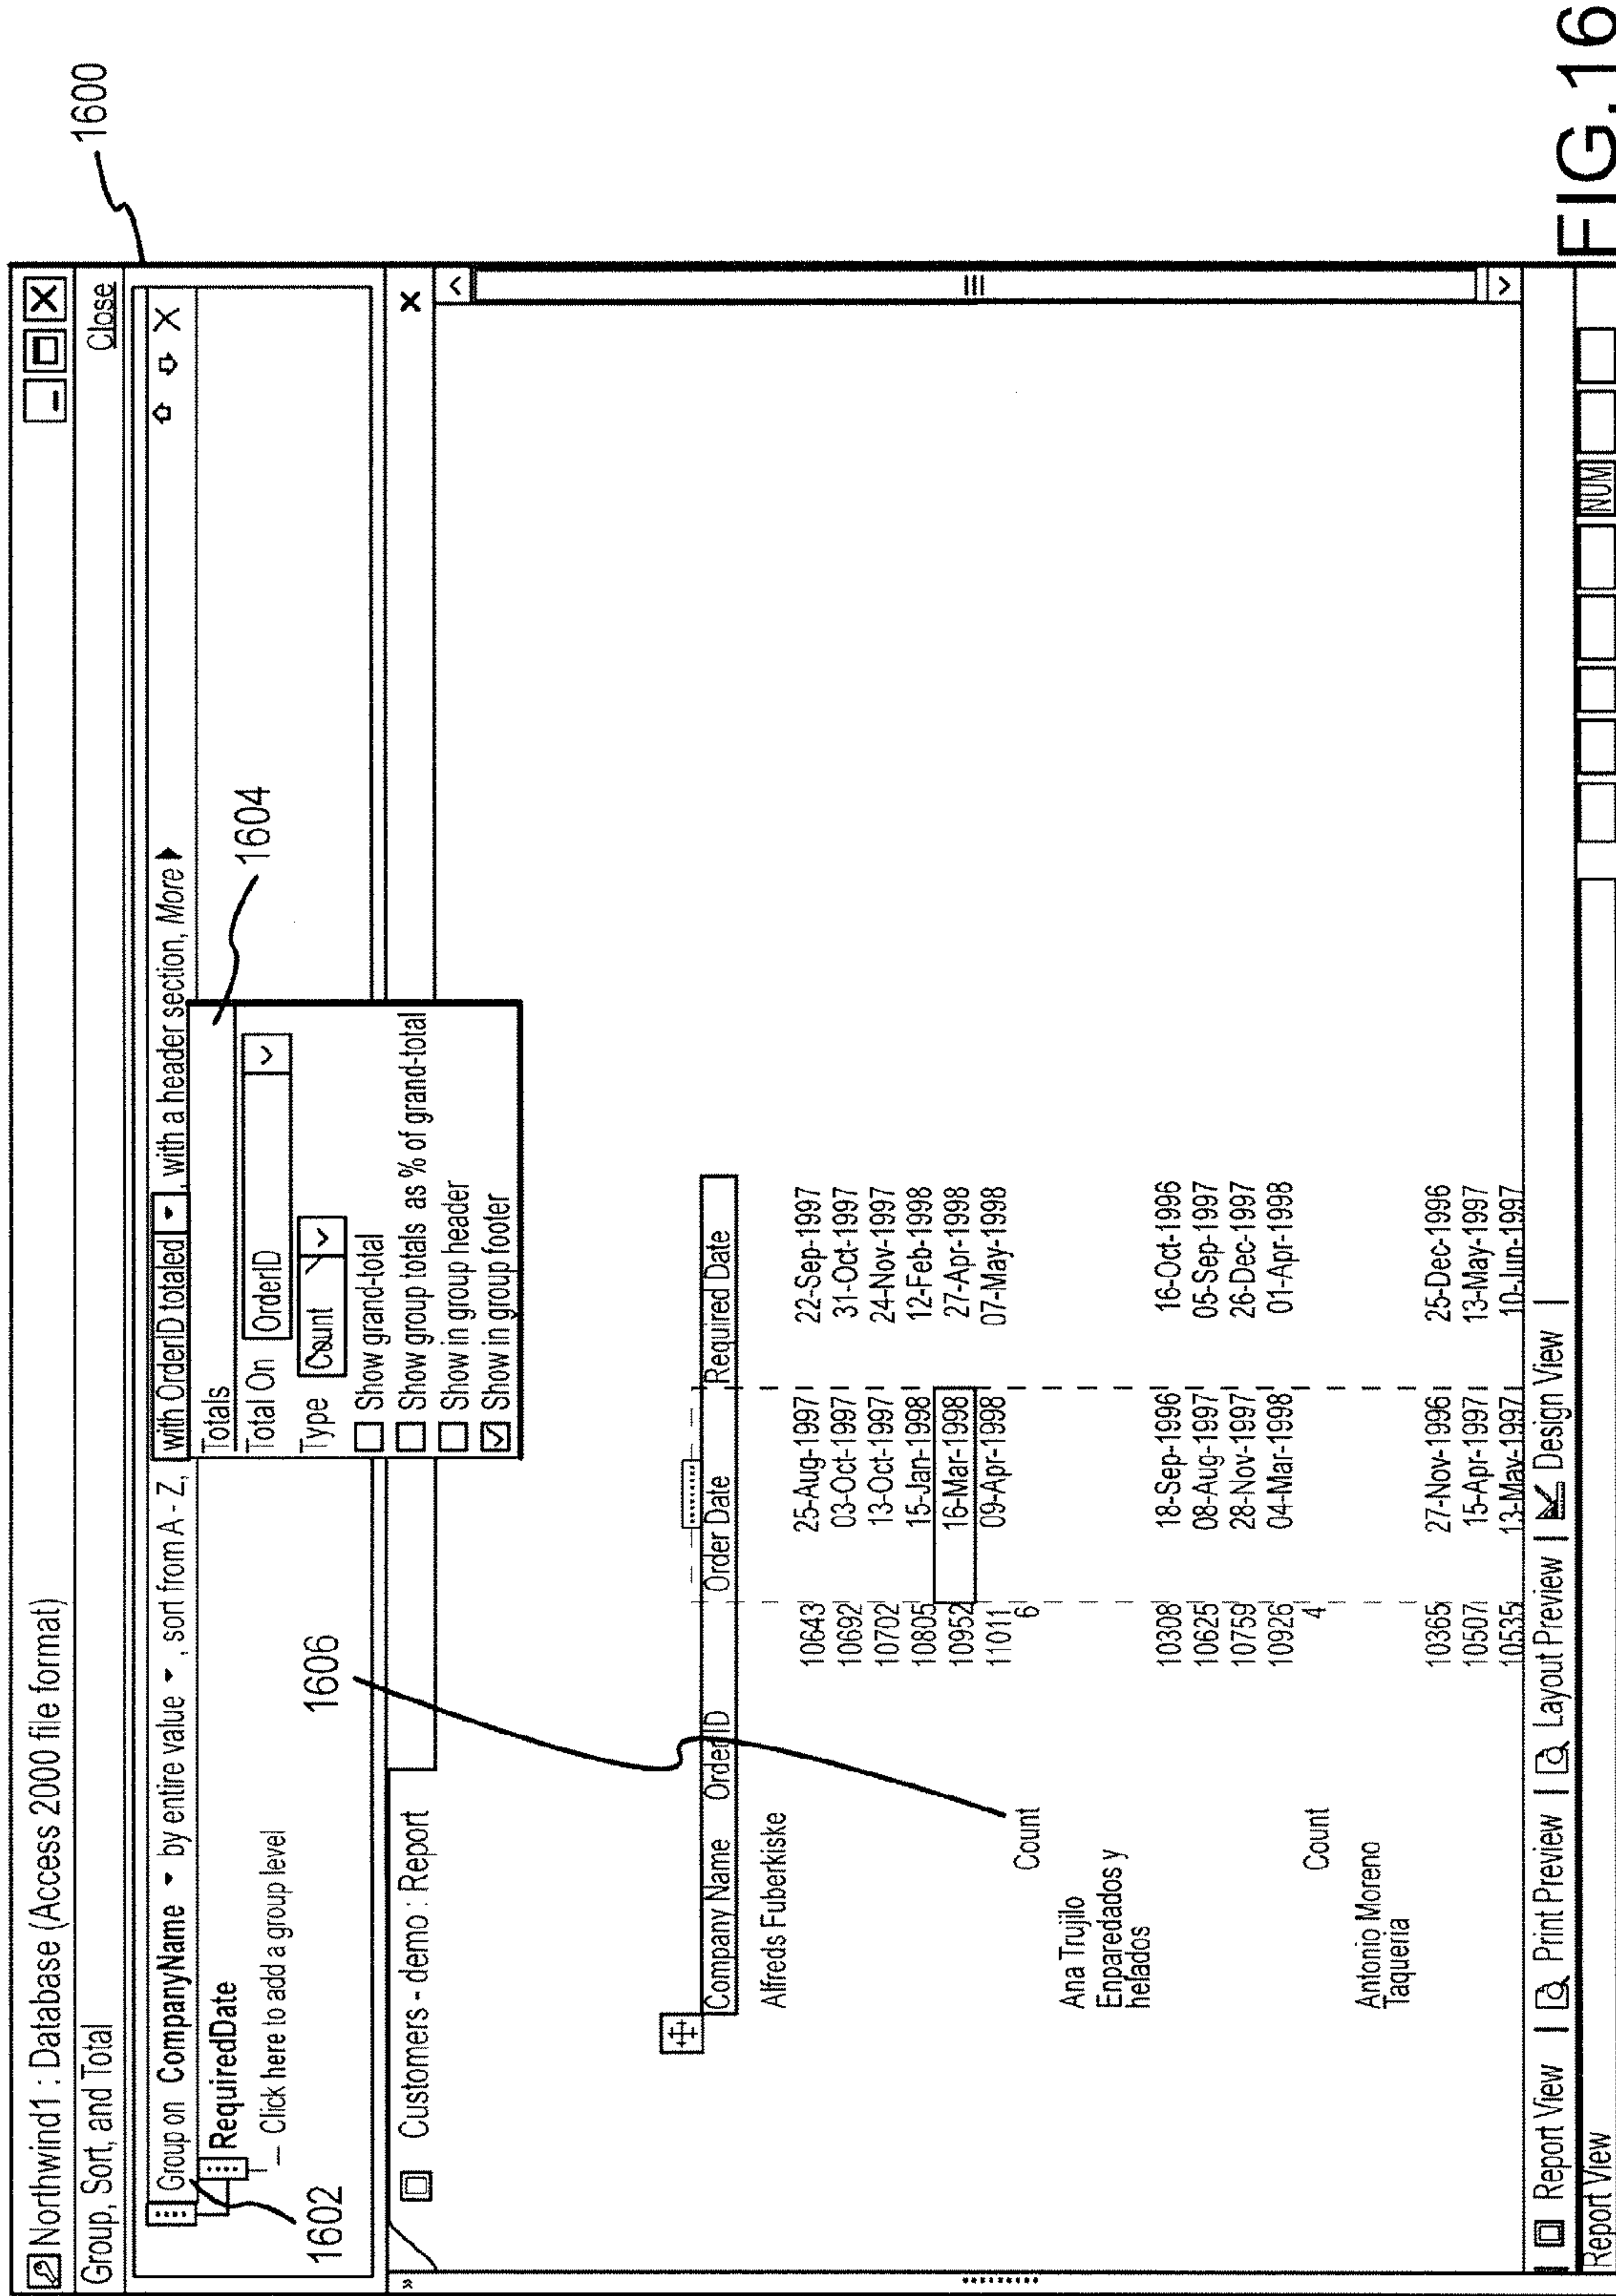 Northwind1 : Database (Access 2000 file format)
Group, Sort, and Total
Close
1600
Group on CompanyName by entire value , sort from A - Z, with OrderID totaled , with a header section, More
RequiredDate
Click here to add a group level
1602
1604
Totals
Total On OrderID
Type Count
Show grand-total
Show group totals as % of grand-total
Show in group header
Show in group footer
1606
Customers - demo : Report
Company Name OrderID Order Date Required Date
Alfreds Fuberkiske
10643 25-Aug-1997 22-Sep-1997
10692 03-Oct-1997 31-Oct-1997
10702 13-Oct-1997 24-Nov-1997
10805 15-Jan-1998 12-Feb-1998
10952 16-Mar-1998 27-Apr-1998
11011 09-Apr-1998 07-May-1998
Count 6
Ana Trujilo
Enparedados y
helados
10308 18-Sep-1996 16-Oct-1996
10625 08-Aug-1997 05-Sep-1997
10759 28-Nov-1997 26-Dec-1997
10926 04-Mar-1998 01-Apr-1998
Count 4
Antonio Moreno
Taqueria
10365 27-Nov-1996 25-Dec-1996
10507 15-Apr-1997 13-May-1997
10535 13-May-1997 10-Jun-1997
Report View | Print Preview | Layout Preview | Design View |
Report View
NUM
FIG.16